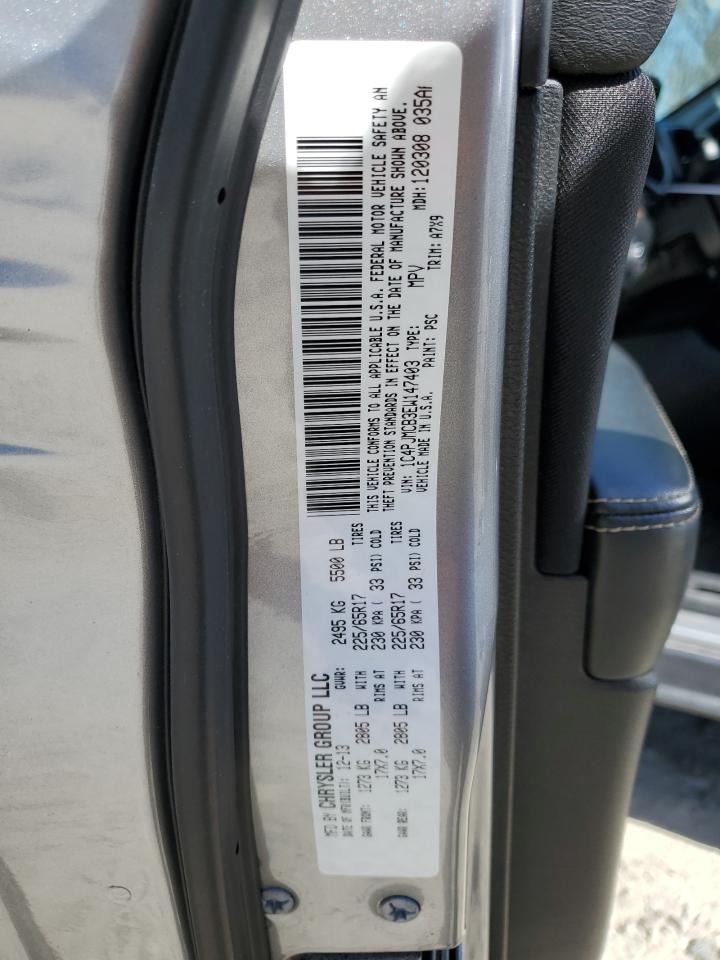 MFD BY CHRYSLER GROUP LLC
DATE OF MFR(BUILT): 12-13 GVWR: 2495 KG 5500 LB
GAWR FRONT: 1273 KG 2805 LB WITH 225/65R17 TIRES
17X7.0 RIMS AT 230 KPA ( 33 PSI) COLD
GAWR REAR: 1273 KG 2805 LB WITH 225/65R17 TIRES
17X7.0 RIMS AT 230 KPA ( 33 PSI) COLD
THIS VEHICLE CONFORMS TO ALL APPLICABLE U.S.A. FEDERAL MOTOR VEHICLE SAFETY AN
THEFT PREVENTION STANDARDS IN EFFECT ON THE DATE OF MANUFACTURE SHOWN ABOVE.
VIN: 1C4PJMCB3EW147403 TYPE: MPV MDH: 120308 035A
VEHICLE MADE IN U.S.A. PAINT: PSC TRIM: A7X9